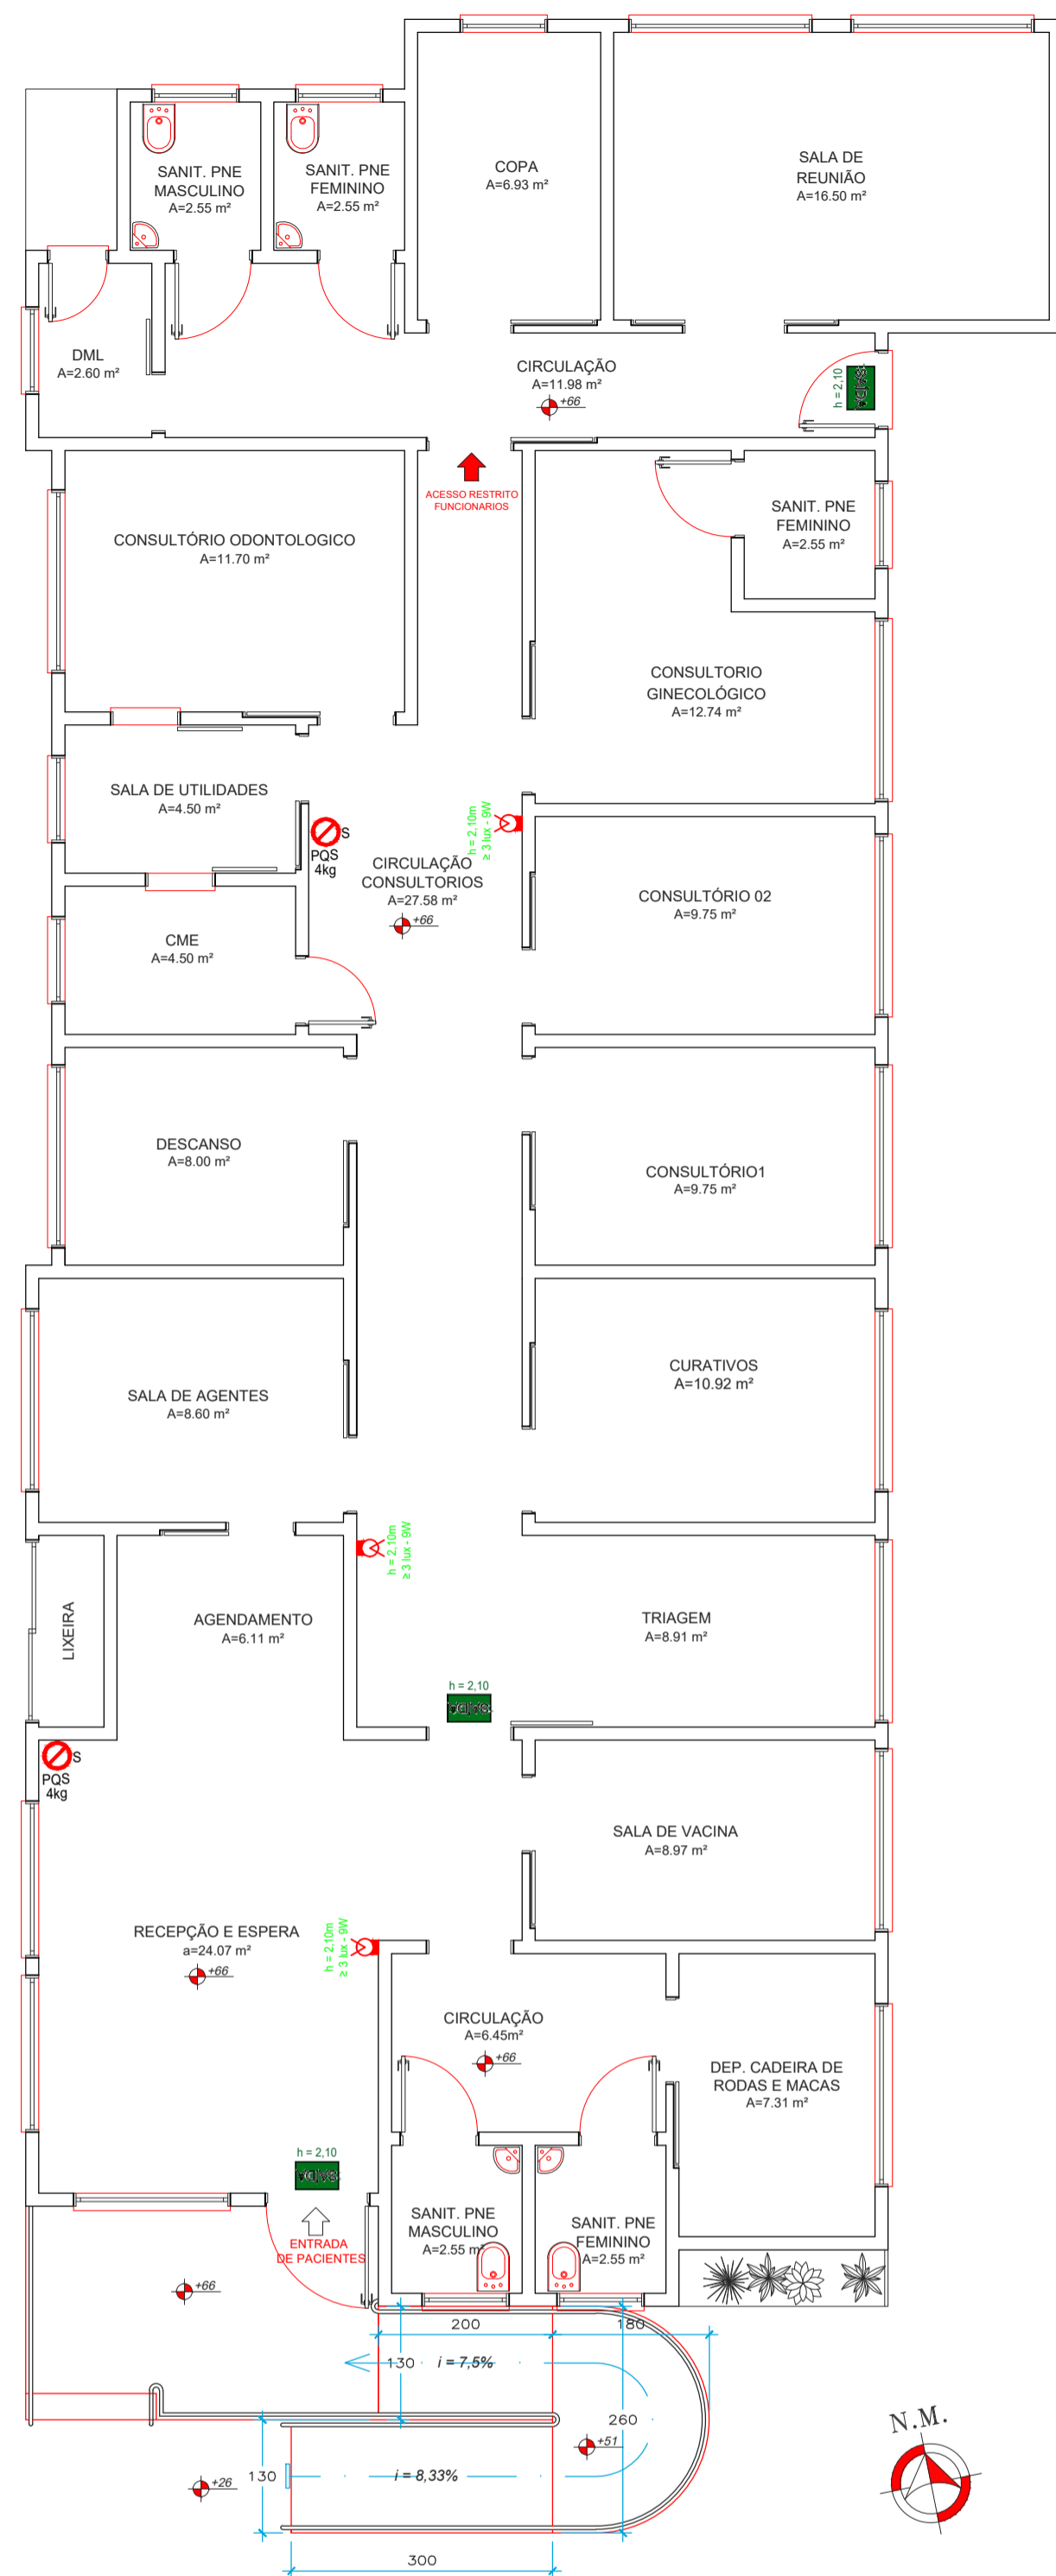 SANIT. PNE
MASCULINO
A=2.55 m²
SANIT. PNE
FEMININO
A=2.55 m²
COPA
A=6.93 m²
SALA DE
REUNIÃO
A=16.50 m²
DML
A=2.60 m²
CIRCULAÇÃO
A=11.98 m²
+66
h = 2,10
SAÍDA
ACESSO RESTRITO
FUNCIONARIOS
CONSULTÓRIO ODONTOLOGICO
A=11.70 m²
SANIT. PNE
FEMININO
A=2.55 m²
CONSULTORIO
GINECOLÓGICO
A=12.74 m²
SALA DE UTILIDADES
A=4.50 m²
S
PQS
4kg
h = 2,10m
≥ 3 lux - 9W
CIRCULAÇÃO
CONSULTORIOS
A=27.58 m²
+66
CONSULTÓRIO 02
A=9.75 m²
CME
A=4.50 m²
DESCANSO
A=8.00 m²
CONSULTÓRIO1
A=9.75 m²
SALA DE AGENTES
A=8.60 m²
CURATIVOS
A=10.92 m²
h = 2,10m
≥ 3 lux - 9W
LIXEIRA
AGENDAMENTO
A=6.11 m²
TRIAGEM
A=8.91 m²
h = 2,10
SAÍDA
S
PQS
4kg
SALA DE VACINA
A=8.97 m²
RECEPÇÃO E ESPERA
a=24.07 m²
+66
h = 2,10m
≥ 3 lux - 9W
CIRCULAÇÃO
A=6.45m²
+66
DEP. CADEIRA DE
RODAS E MACAS
A=7.31 m²
h = 2,10
SAÍDA
ENTRADA
DE PACIENTES
SANIT. PNE
MASCULINO
A=2.55 m²
SANIT. PNE
FEMININO
A=2.55 m²
+66
200
180
130
i = 7,5%
260
+51
130
i = 8,33%
+26
300
N.M.